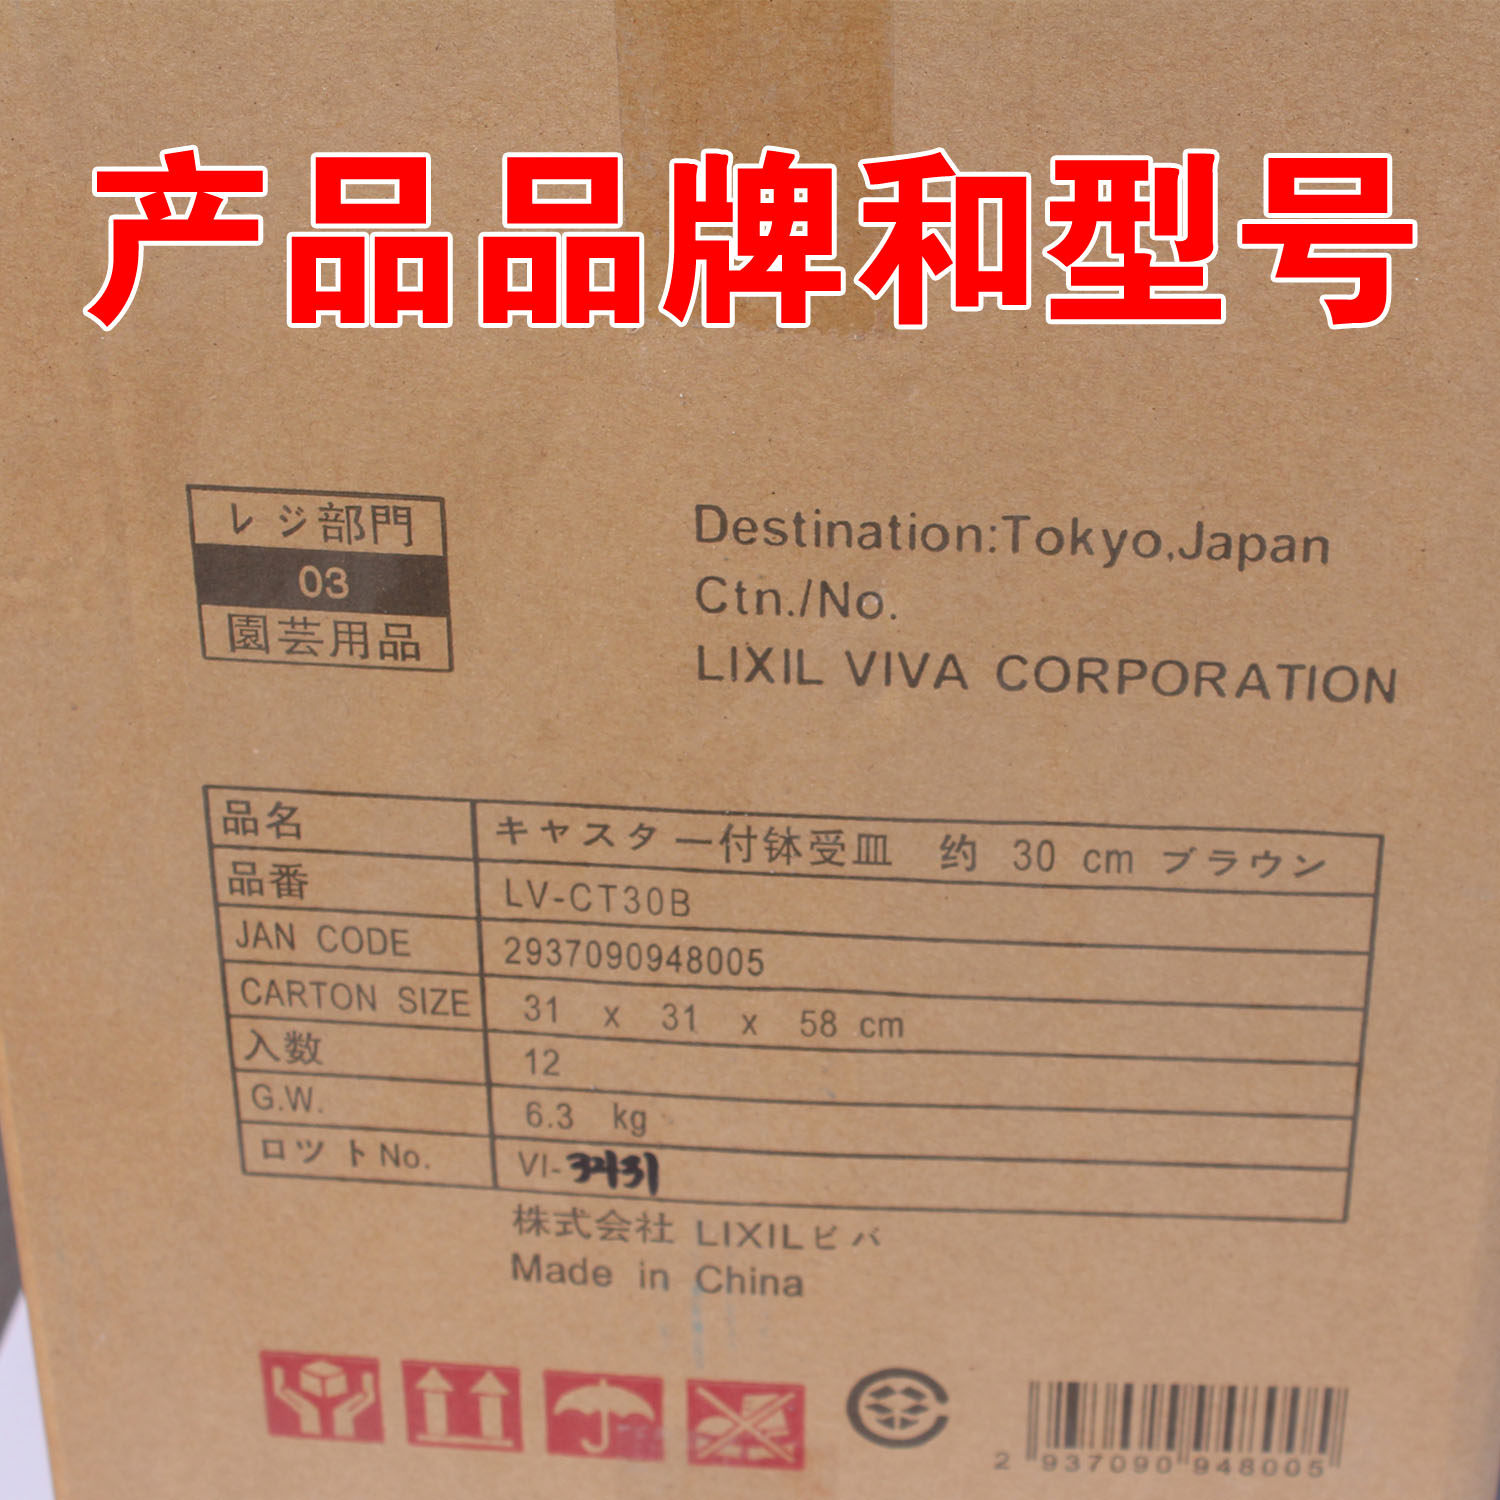 产品品牌和型号
レジ部門
03
園芸用品
Destination:Tokyo,Japan
Ctn./No.
LIXIL VIVA CORPORATION
品名 キャスター付鉢受皿 約 30 cm ブラウン
品番 LV-CT30B
JAN CODE 2937090948005
CARTON SIZE 31 x 31 x 58 cm
入数 12
G.W. 6.3 kg
ロツトNo. VI-
株式会社 LIXILビバ
Made in China
2 937090 948005